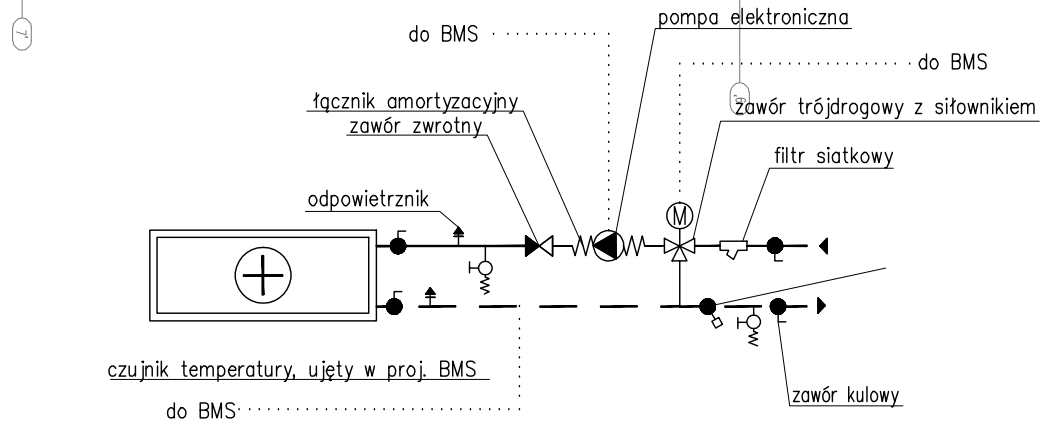 pompa elektroniczna
do BMS
do BMS
łącznik amortyzacyjny
zawór trójdrogowy z siłownikiem
zawór zwrotny
filtr siatkowy
odpowietrznik
M
czujnik temperatury, ujęty w proj. BMS
zawór kulowy
do BMS